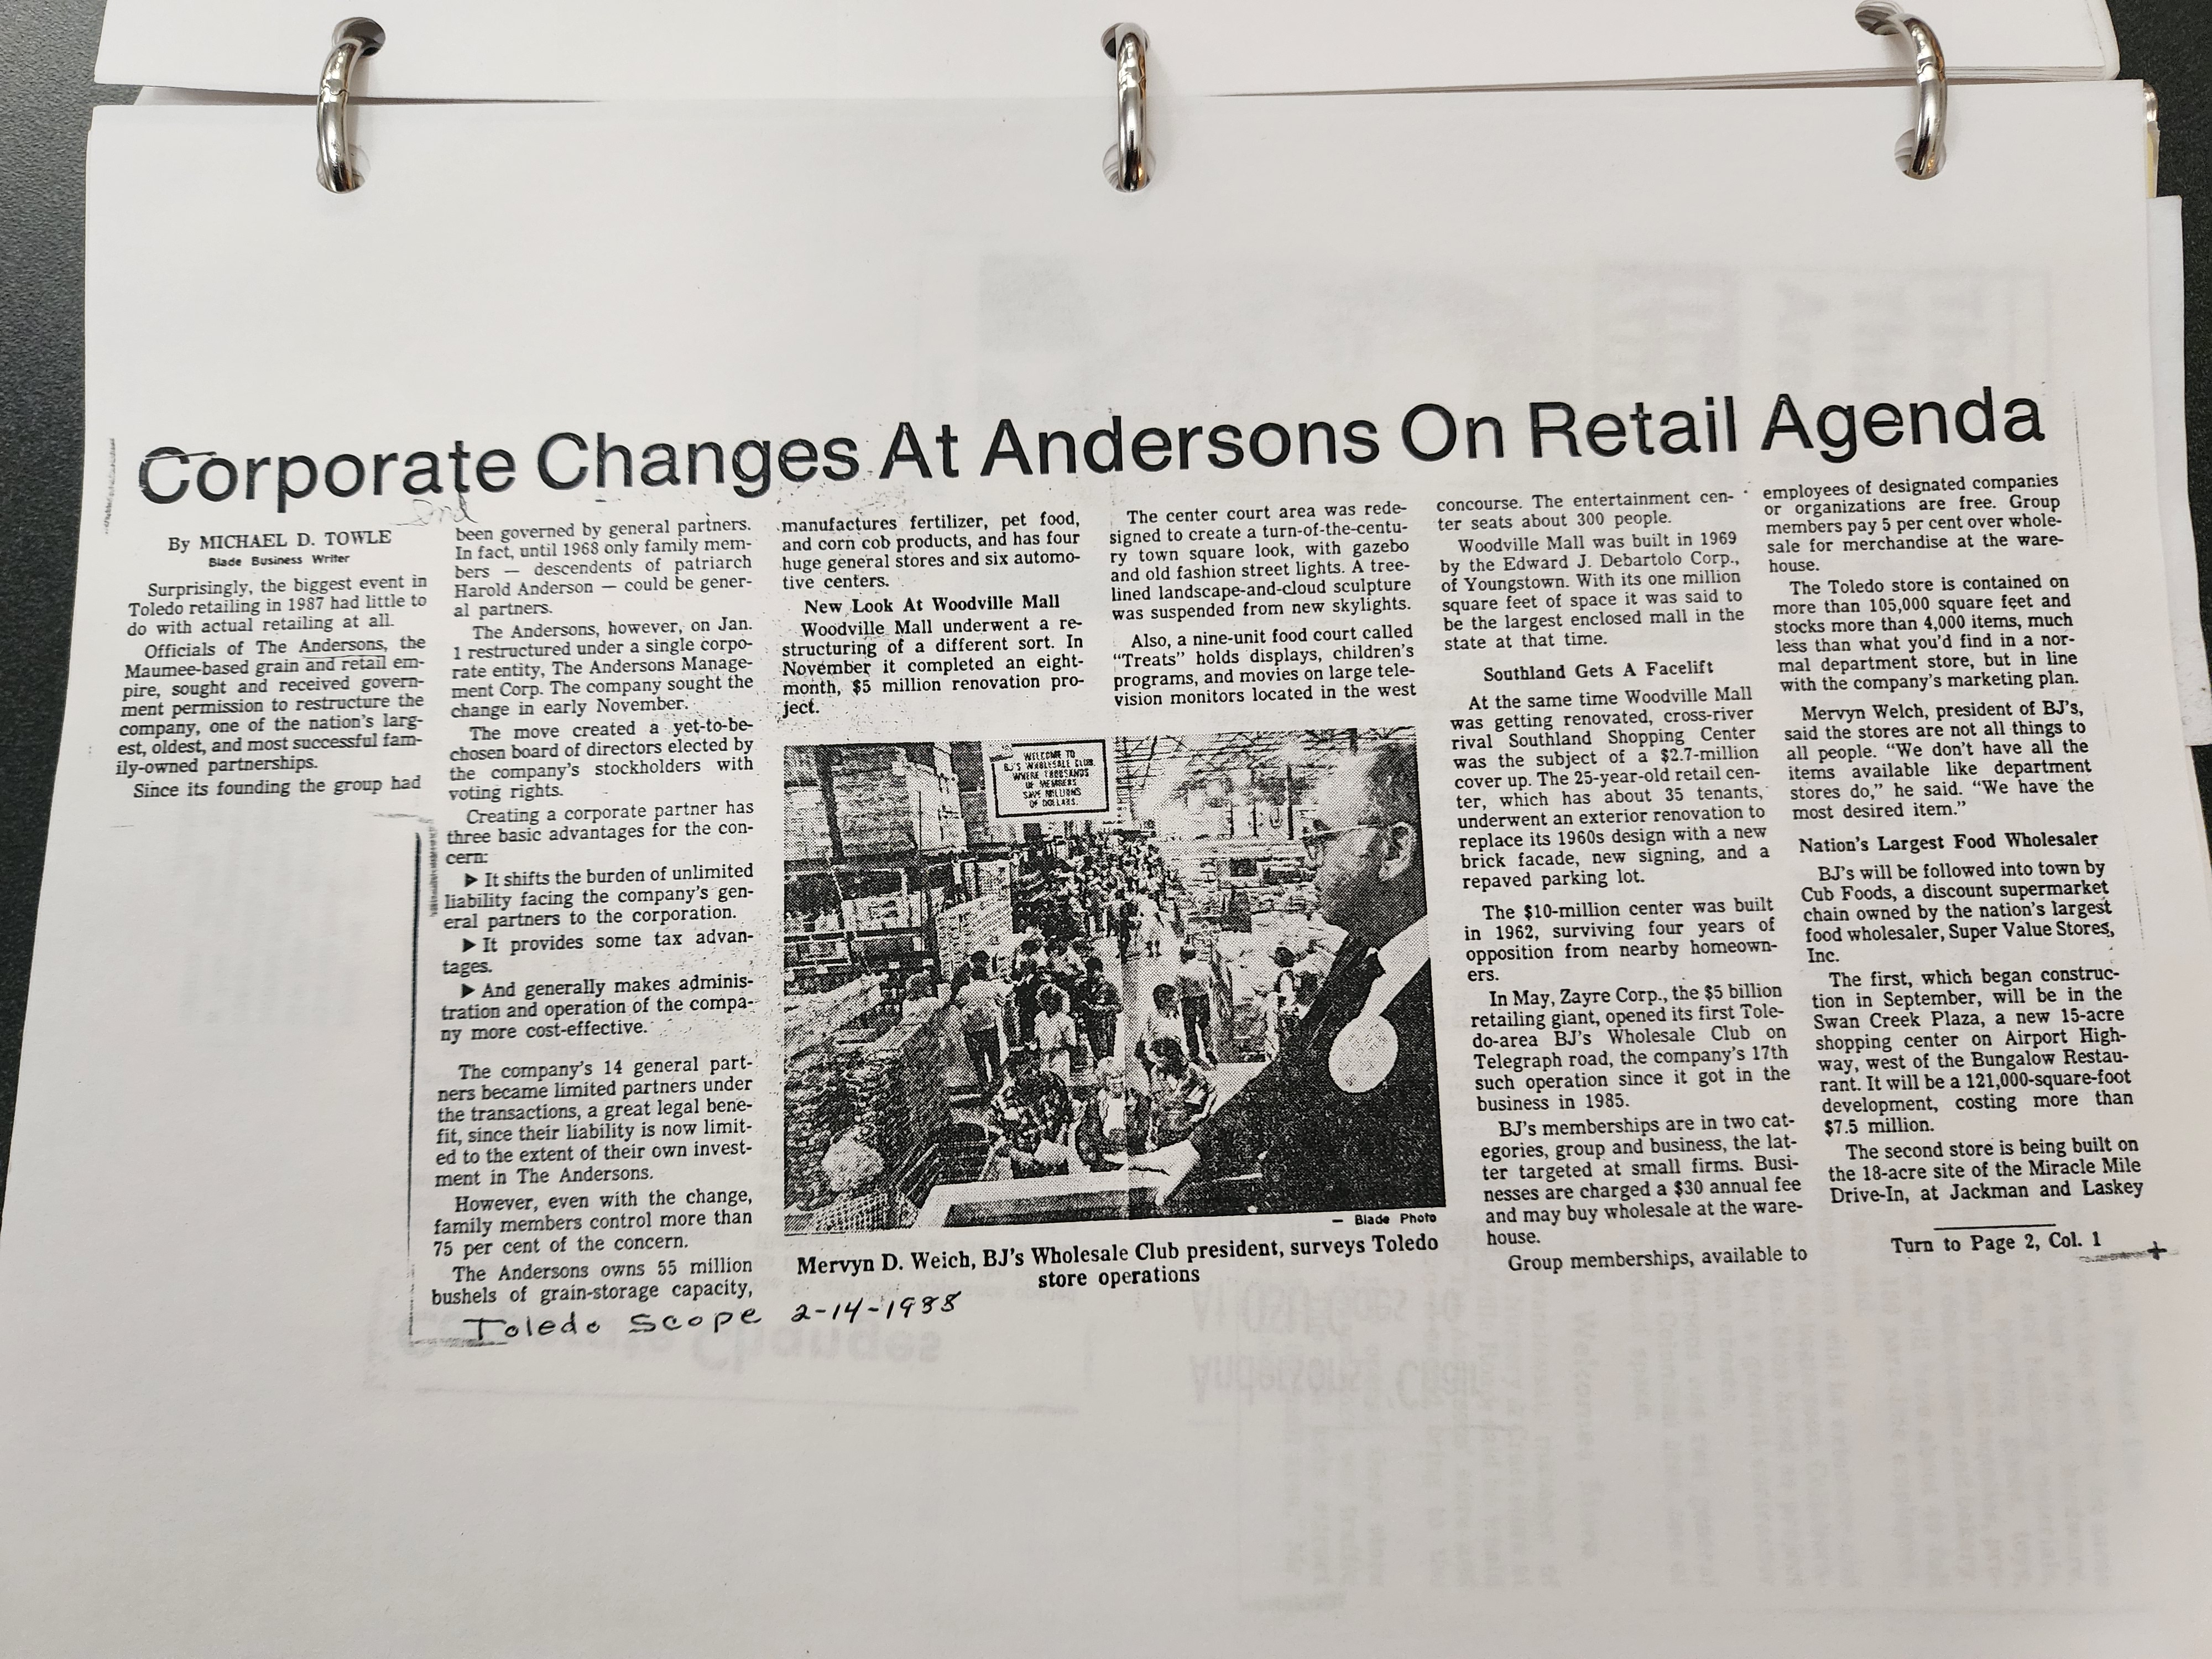 Corporate Changes At Andersons On Retail Agenda
By MICHAEL D. TOWLE
Blade Business Writer
Surprisingly, the biggest event in
Toledo retailing in 1987 had little to
do with actual retailing at all.
Officials of The Andersons, the
Maumee-based grain and retail em-
pire, sought and received govern-
ment permission to restructure the
company, one of the nation's larg-
est, oldest, and most successful fam-
ily-owned partnerships.
Since its founding the group had
been governed by general partners.
In fact, until 1968 only family mem-
bers — descendents of patriarch
Harold Anderson — could be gener-
al partners.
The Andersons, however, on Jan.
1 restructured under a single corpo-
rate entity, The Andersons Manage-
ment Corp. The company sought the
change in early November.
The move created a yet-to-be-
chosen board of directors elected by
the company's stockholders with
voting rights.
Creating a corporate partner has
three basic advantages for the con-
cern:
▶ It shifts the burden of unlimited
liability facing the company's gen-
eral partners to the corporation.
▶ It provides some tax advan-
tages.
▶ And generally makes adminis-
tration and operation of the compa-
ny more cost-effective.
The company's 14 general part-
ners became limited partners under
the transactions, a great legal bene-
fit, since their liability is now limit-
ed to the extent of their own invest-
ment in The Andersons.
However, even with the change,
family members control more than
75 per cent of the concern.
The Andersons owns 55 million
bushels of grain-storage capacity,
manufactures fertilizer, pet food,
and corn cob products, and has four
huge general stores and six automo-
tive centers.
New Look At Woodville Mall
Woodville Mall underwent a re-
structuring of a different sort. In
November it completed an eight-
month, $5 million renovation pro-
ject.
The center court area was rede-
signed to create a turn-of-the-centu-
ry town square look, with gazebo
and old fashion street lights. A tree-
lined landscape-and-cloud sculpture
was suspended from new skylights.
Also, a nine-unit food court called
"Treats" holds displays, children's
programs, and movies on large tele-
vision monitors located in the west
WELCOME TO
BJ'S WHOLESALE CLUB
WHERE THOUSANDS
OF MEMBERS
SAVE MILLIONS
OF DOLLARS.
— Blade Photo
Mervyn D. Weich, BJ's Wholesale Club president, surveys Toledo
store operations
concourse. The entertainment cen-
ter seats about 300 people.
Woodville Mall was built in 1969
by the Edward J. Debartolo Corp.,
of Youngstown. With its one million
square feet of space it was said to
be the largest enclosed mall in the
state at that time.
Southland Gets A Facelift
At the same time Woodville Mall
was getting renovated, cross-river
rival Southland Shopping Center
was the subject of a $2.7-million
cover up. The 25-year-old retail cen-
ter, which has about 35 tenants,
underwent an exterior renovation to
replace its 1960s design with a new
brick facade, new signing, and a
repaved parking lot.
The $10-million center was built
in 1962, surviving four years of
opposition from nearby homeown-
ers.
In May, Zayre Corp., the $5 billion
retailing giant, opened its first Tole-
do-area BJ's Wholesale Club on
Telegraph road, the company's 17th
such operation since it got in the
business in 1985.
BJ's memberships are in two cat-
egories, group and business, the lat-
ter targeted at small firms. Busi-
nesses are charged a $30 annual fee
and may buy wholesale at the ware-
house.
Group memberships, available to
employees of designated companies
or organizations are free. Group
members pay 5 per cent over whole-
sale for merchandise at the ware-
house.
The Toledo store is contained on
more than 105,000 square feet and
stocks more than 4,000 items, much
less than what you'd find in a nor-
mal department store, but in line
with the company's marketing plan.
Mervyn Welch, president of BJ's,
said the stores are not all things to
all people. "We don't have all the
items available like department
stores do," he said. "We have the
most desired item."
Nation's Largest Food Wholesaler
BJ's will be followed into town by
Cub Foods, a discount supermarket
chain owned by the nation's largest
food wholesaler, Super Value Stores,
Inc.
The first, which began construc-
tion in September, will be in the
Swan Creek Plaza, a new 15-acre
shopping center on Airport High-
way, west of the Bungalow Restau-
rant. It will be a 121,000-square-foot
development, costing more than
$7.5 million.
The second store is being built on
the 18-acre site of the Miracle Mile
Drive-In, at Jackman and Laskey
Turn to Page 2, Col. 1
Toledo Scope 2-14-1988